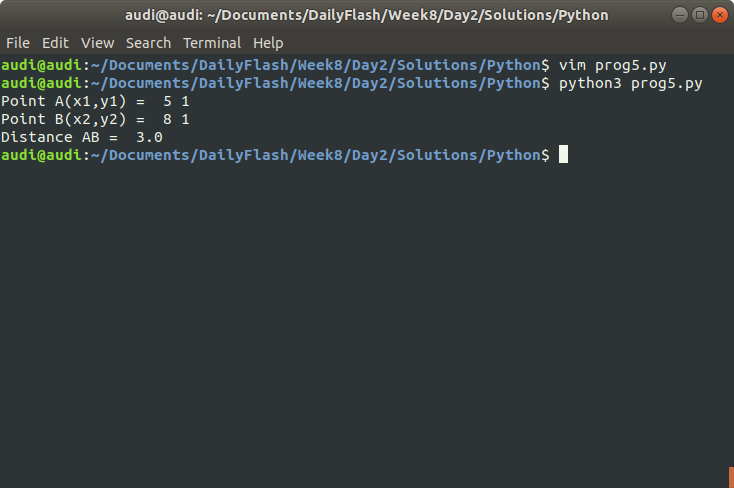 audi@audi: ~/Documents/DailyFlash/Week8/Day2/Solutions/Python
File Edit View Search Terminal Help
audi@audi:~/Documents/DailyFlash/Week8/Day2/Solutions/Python$ vim prog5.py
audi@audi:~/Documents/DailyFlash/Week8/Day2/Solutions/Python$ python3 prog5.py
Point A(x1,y1) =  5 1
Point B(x2,y2) =  8 1
Distance AB =  3.0
audi@audi:~/Documents/DailyFlash/Week8/Day2/Solutions/Python$